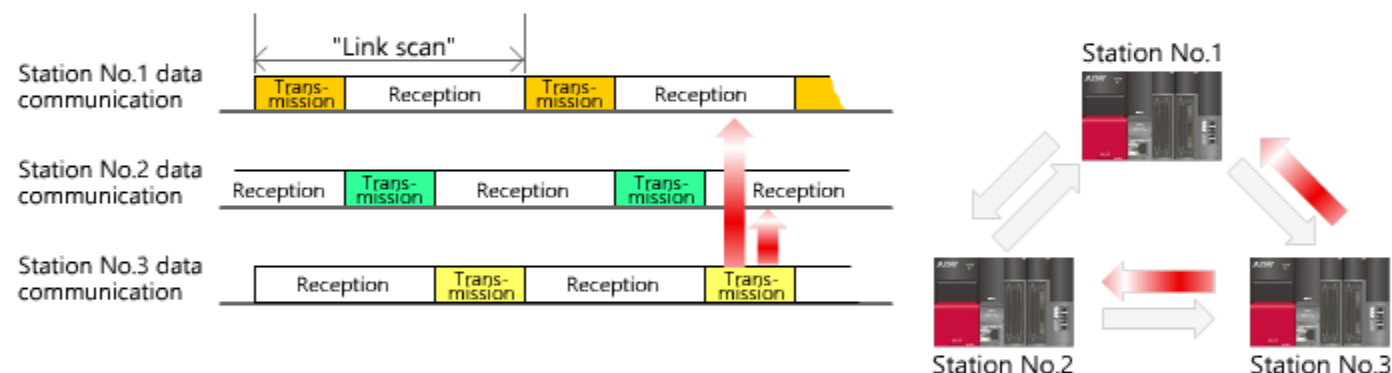 "Link scan"
Station No.1 data
communication
Trans-
mission
Reception
Trans-
mission
Reception
Station No.2 data
communication
Reception
Trans-
mission
Reception
Trans-
mission
Reception
Station No.3 data
communication
Reception
Trans-
mission
Reception
Trans-
mission
Station No.1
Station No.2
Station No.3